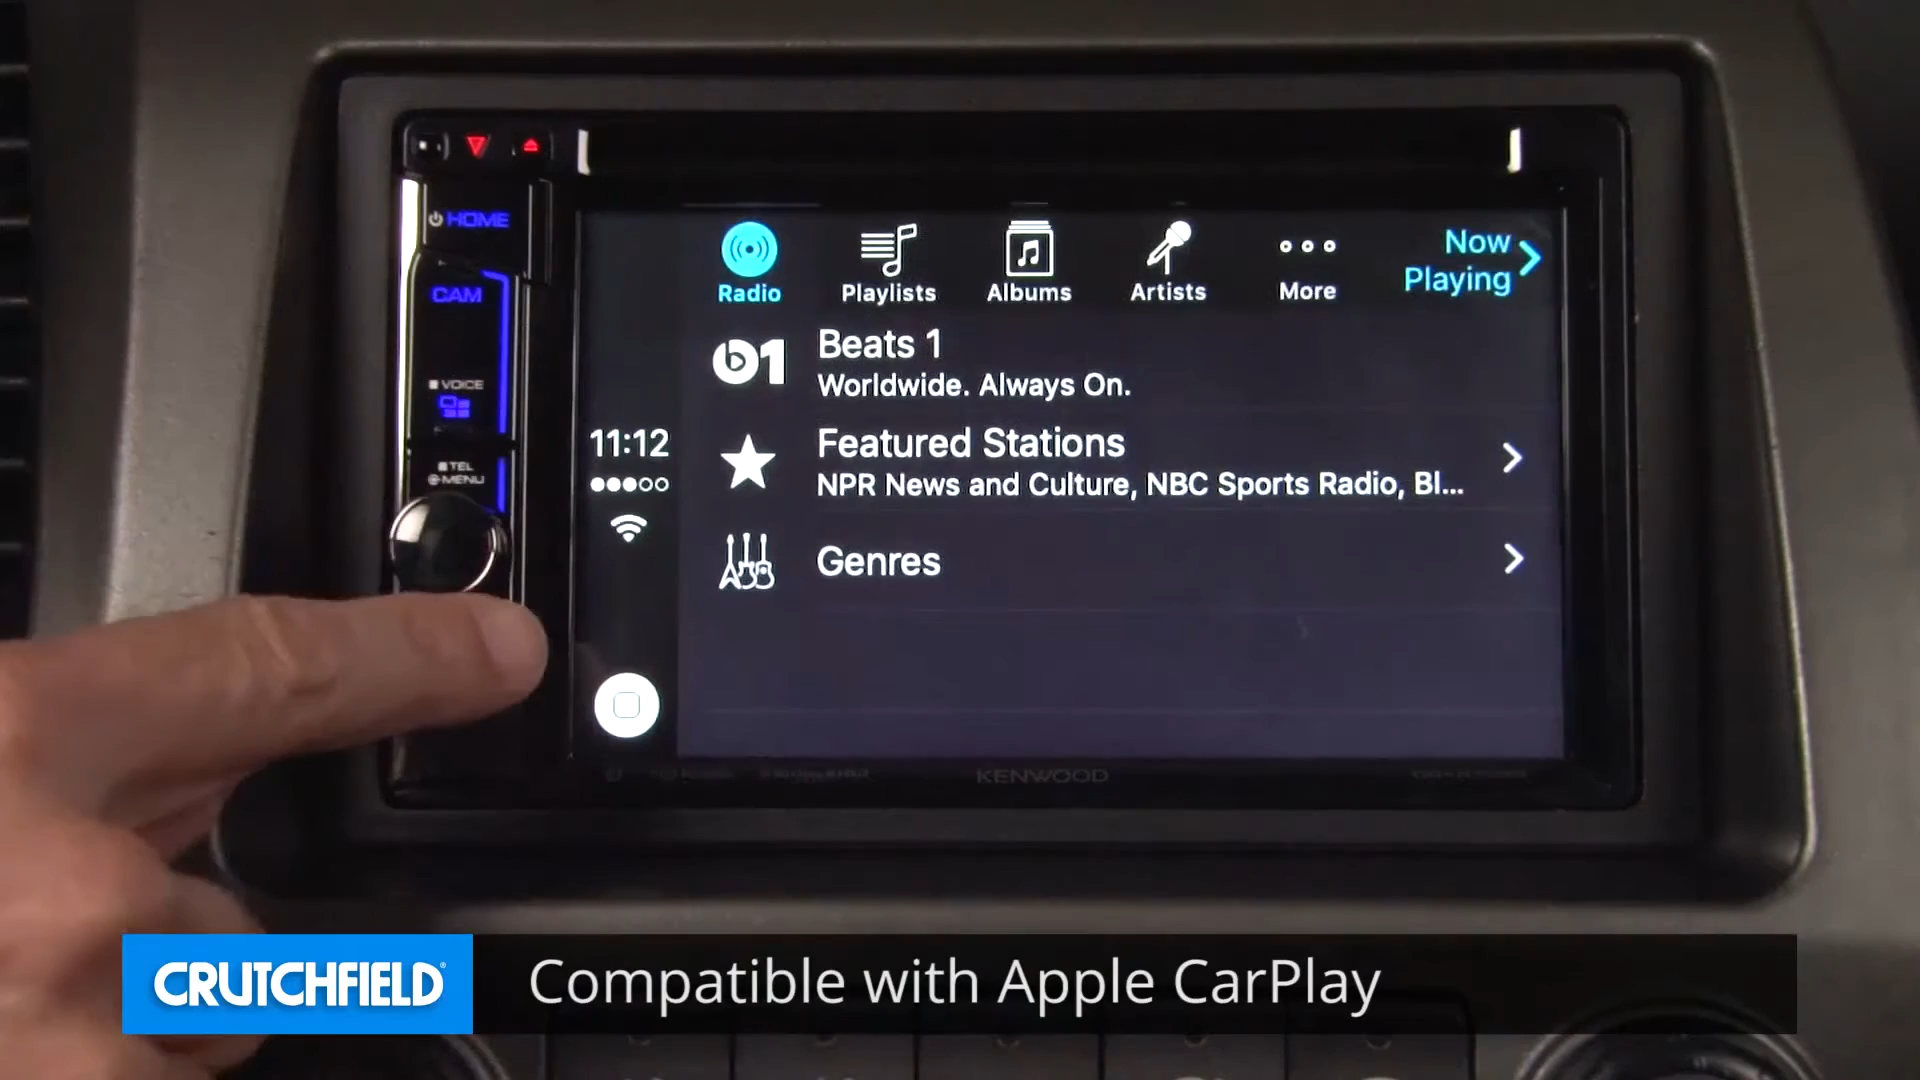 HOME
CAM
VOICE
TEL
MENU
11:12
Radio
Playlists
Albums
Artists
More
Now
Playing
b1
Beats 1
Worldwide. Always On.
Featured Stations
NPR News and Culture, NBC Sports Radio, Bl...
Genres
KENWOOD
CRUTCHFIELD
Compatible with Apple CarPlay